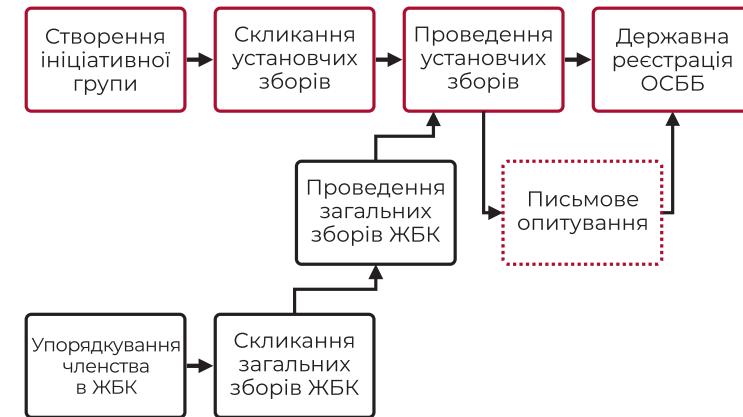 Створення
ініціативної
групи
Скликання
установчих
зборів
Проведення
установчих
зборів
Державна
реєстрація
ОСББ
Проведення
загальних
зборів ЖБК
Письмове
опитування
Упорядкування
членства
в ЖБК
Скликання
загальних
зборів ЖБК